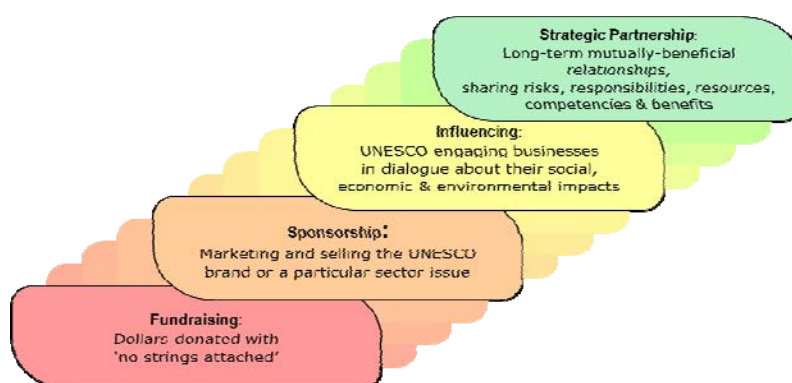 Strategic Partnership:
Long-term mutually-beneficial
relationships,
sharing risks, responsibilities, resources,
competencies & benefits
Influencing:
UNESCO engaging businesses
in dialogue about their social,
economic & environmental impacts
Sponsorship:
Marketing and selling the UNESCO
brand or a particular sector issue
Fundraising:
Dollars donated with
'no strings attached'